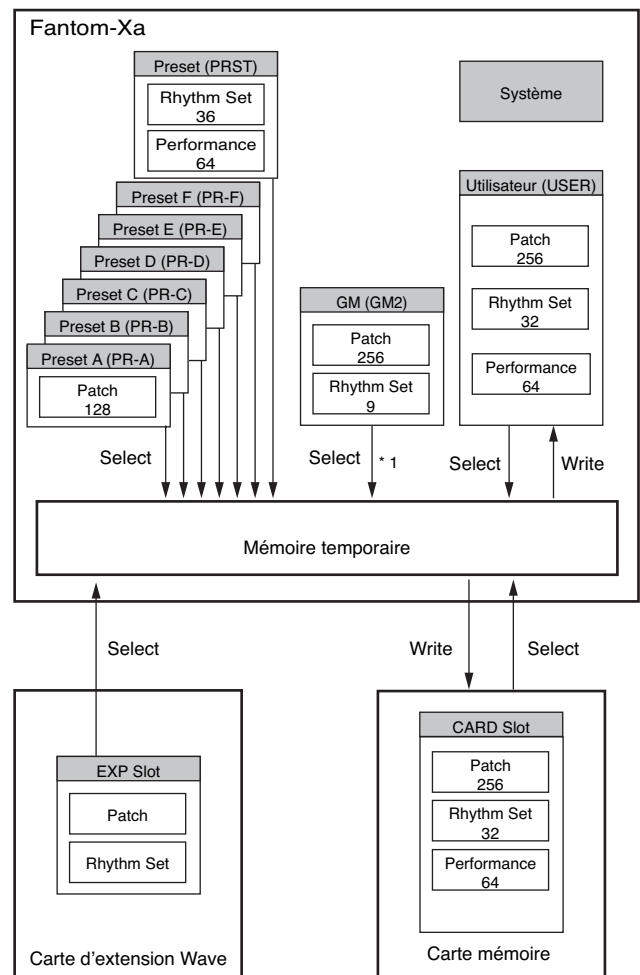 Fantom-Xa
Preset (PRST)
Rhythm Set
36
Performance
64
Système
Preset F (PR-F)
Preset E (PR-E)
Preset D (PR-D)
Preset C (PR-C)
Preset B (PR-B)
Preset A (PR-A)
Patch
128
GM (GM2)
Patch
256
Rhythm Set
9
Utilisateur (USER)
Patch
256
Rhythm Set
32
Performance
64
Select
Select
* 1
Select
Write
Mémoire temporaire
Select
Write
Select
EXP Slot
Patch
Rhythm Set
Carte d'extension Wave
CARD Slot
Patch
256
Rhythm Set
32
Performance
64
Carte mémoire